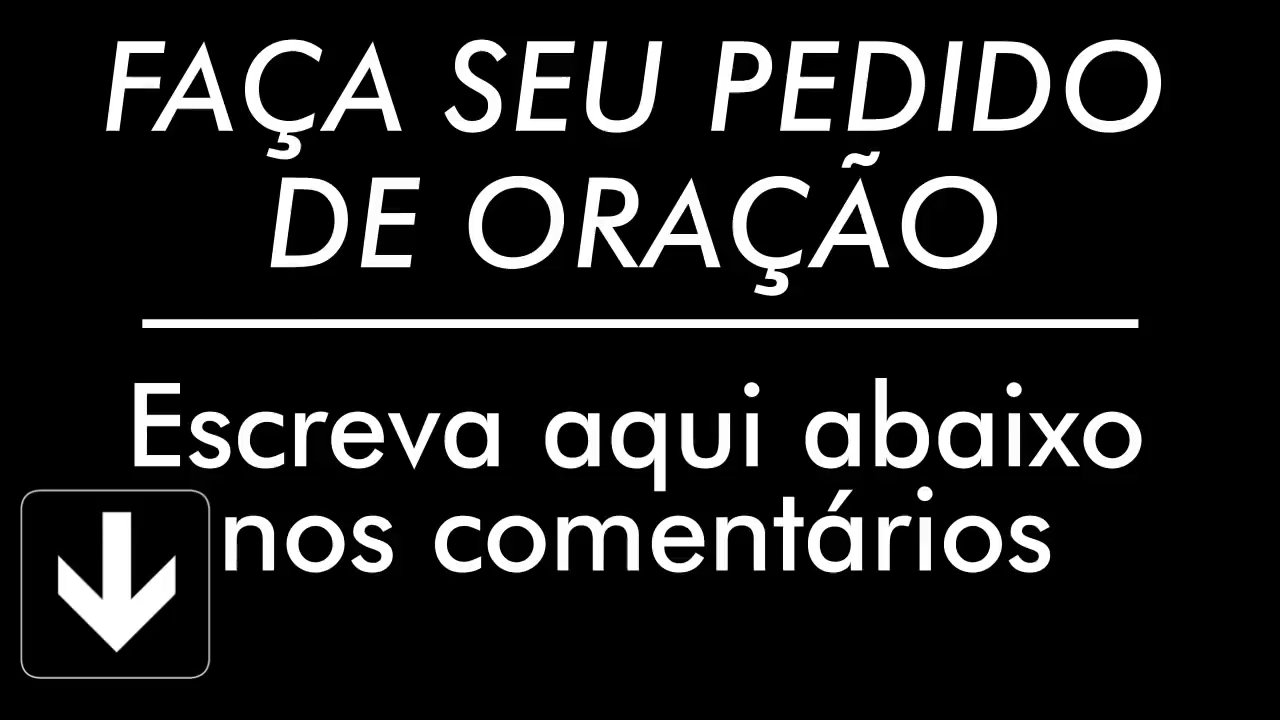 FAÇA SEU PEDIDO
DE ORAÇÃO
Escreva aqui abaixo
nos comentários